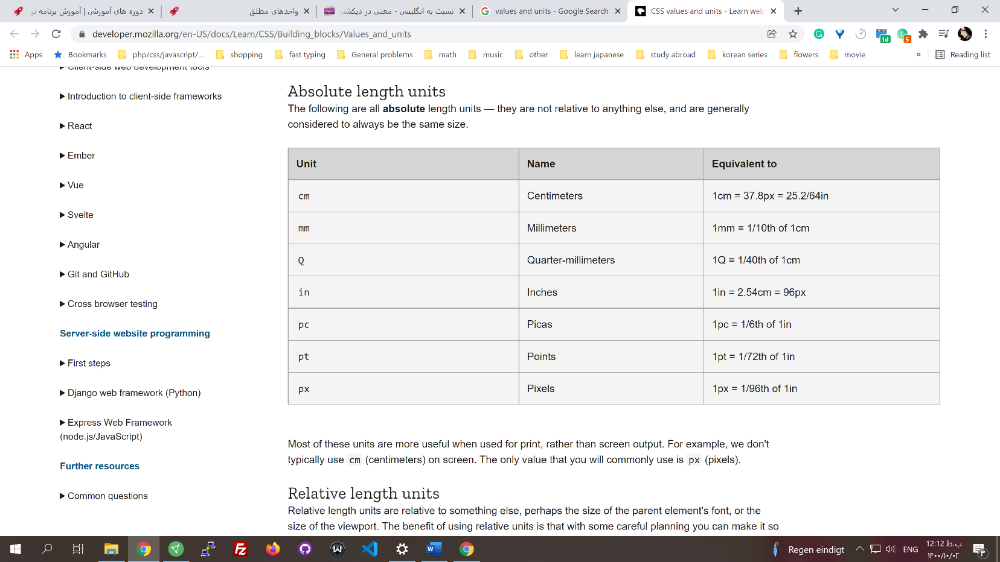 دوره های آموزشی | آموزش برنامه نو
واحدهای مطلق
نسبت به انگلیسی - معنی در دیکشنر
values and units - Google Search
CSS values and units - Learn web
developer.mozilla.org/en-US/docs/Learn/CSS/Building_blocks/Values_and_units
1d
5
Apps
Bookmarks
php/css/javascript/...
shopping
fast typing
General problems
math
music
other
learn japanese
study abroad
korean series
flowers
movie
»
Reading list
Client-side web development tools
Introduction to client-side frameworks
React
Ember
Vue
Svelte
Angular
Git and GitHub
Cross browser testing
Server-side website programming
First steps
Django web framework (Python)
Express Web Framework
(node.js/JavaScript)
Further resources
Common questions
Absolute length units
The following are all absolute length units — they are not relative to anything else, and are generally
considered to always be the same size.
Unit Name Equivalent to
cm Centimeters 1cm = 37.8px = 25.2/64in
mm Millimeters 1mm = 1/10th of 1cm
Q Quarter-millimeters 1Q = 1/40th of 1cm
in Inches 1in = 2.54cm = 96px
pc Picas 1pc = 1/6th of 1in
pt Points 1pt = 1/72th of 1in
px Pixels 1px = 1/96th of 1in
Most of these units are more useful when used for print, rather than screen output. For example, we don't
typically use cm (centimeters) on screen. The only value that you will commonly use is px (pixels).
Relative length units
Relative length units are relative to something else, perhaps the size of the parent element's font, or the
size of the viewport. The benefit of using relative units is that with some careful planning you can make it so
Regen eindigt
ENG
12:12 ب.ظ
۱۴۰۰/۱۰/۰۲
۳